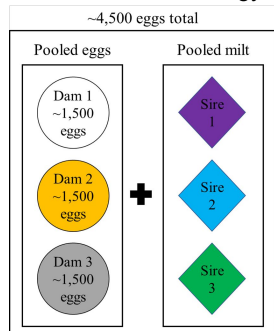 ~4,500 eggs total
Pooled eggs
Pooled milt
Dam 1
~1,500
eggs
Sire
1
Dam 2
~1,500
eggs
Sire
2
Dam 3
~1,500
eggs
Sire
3